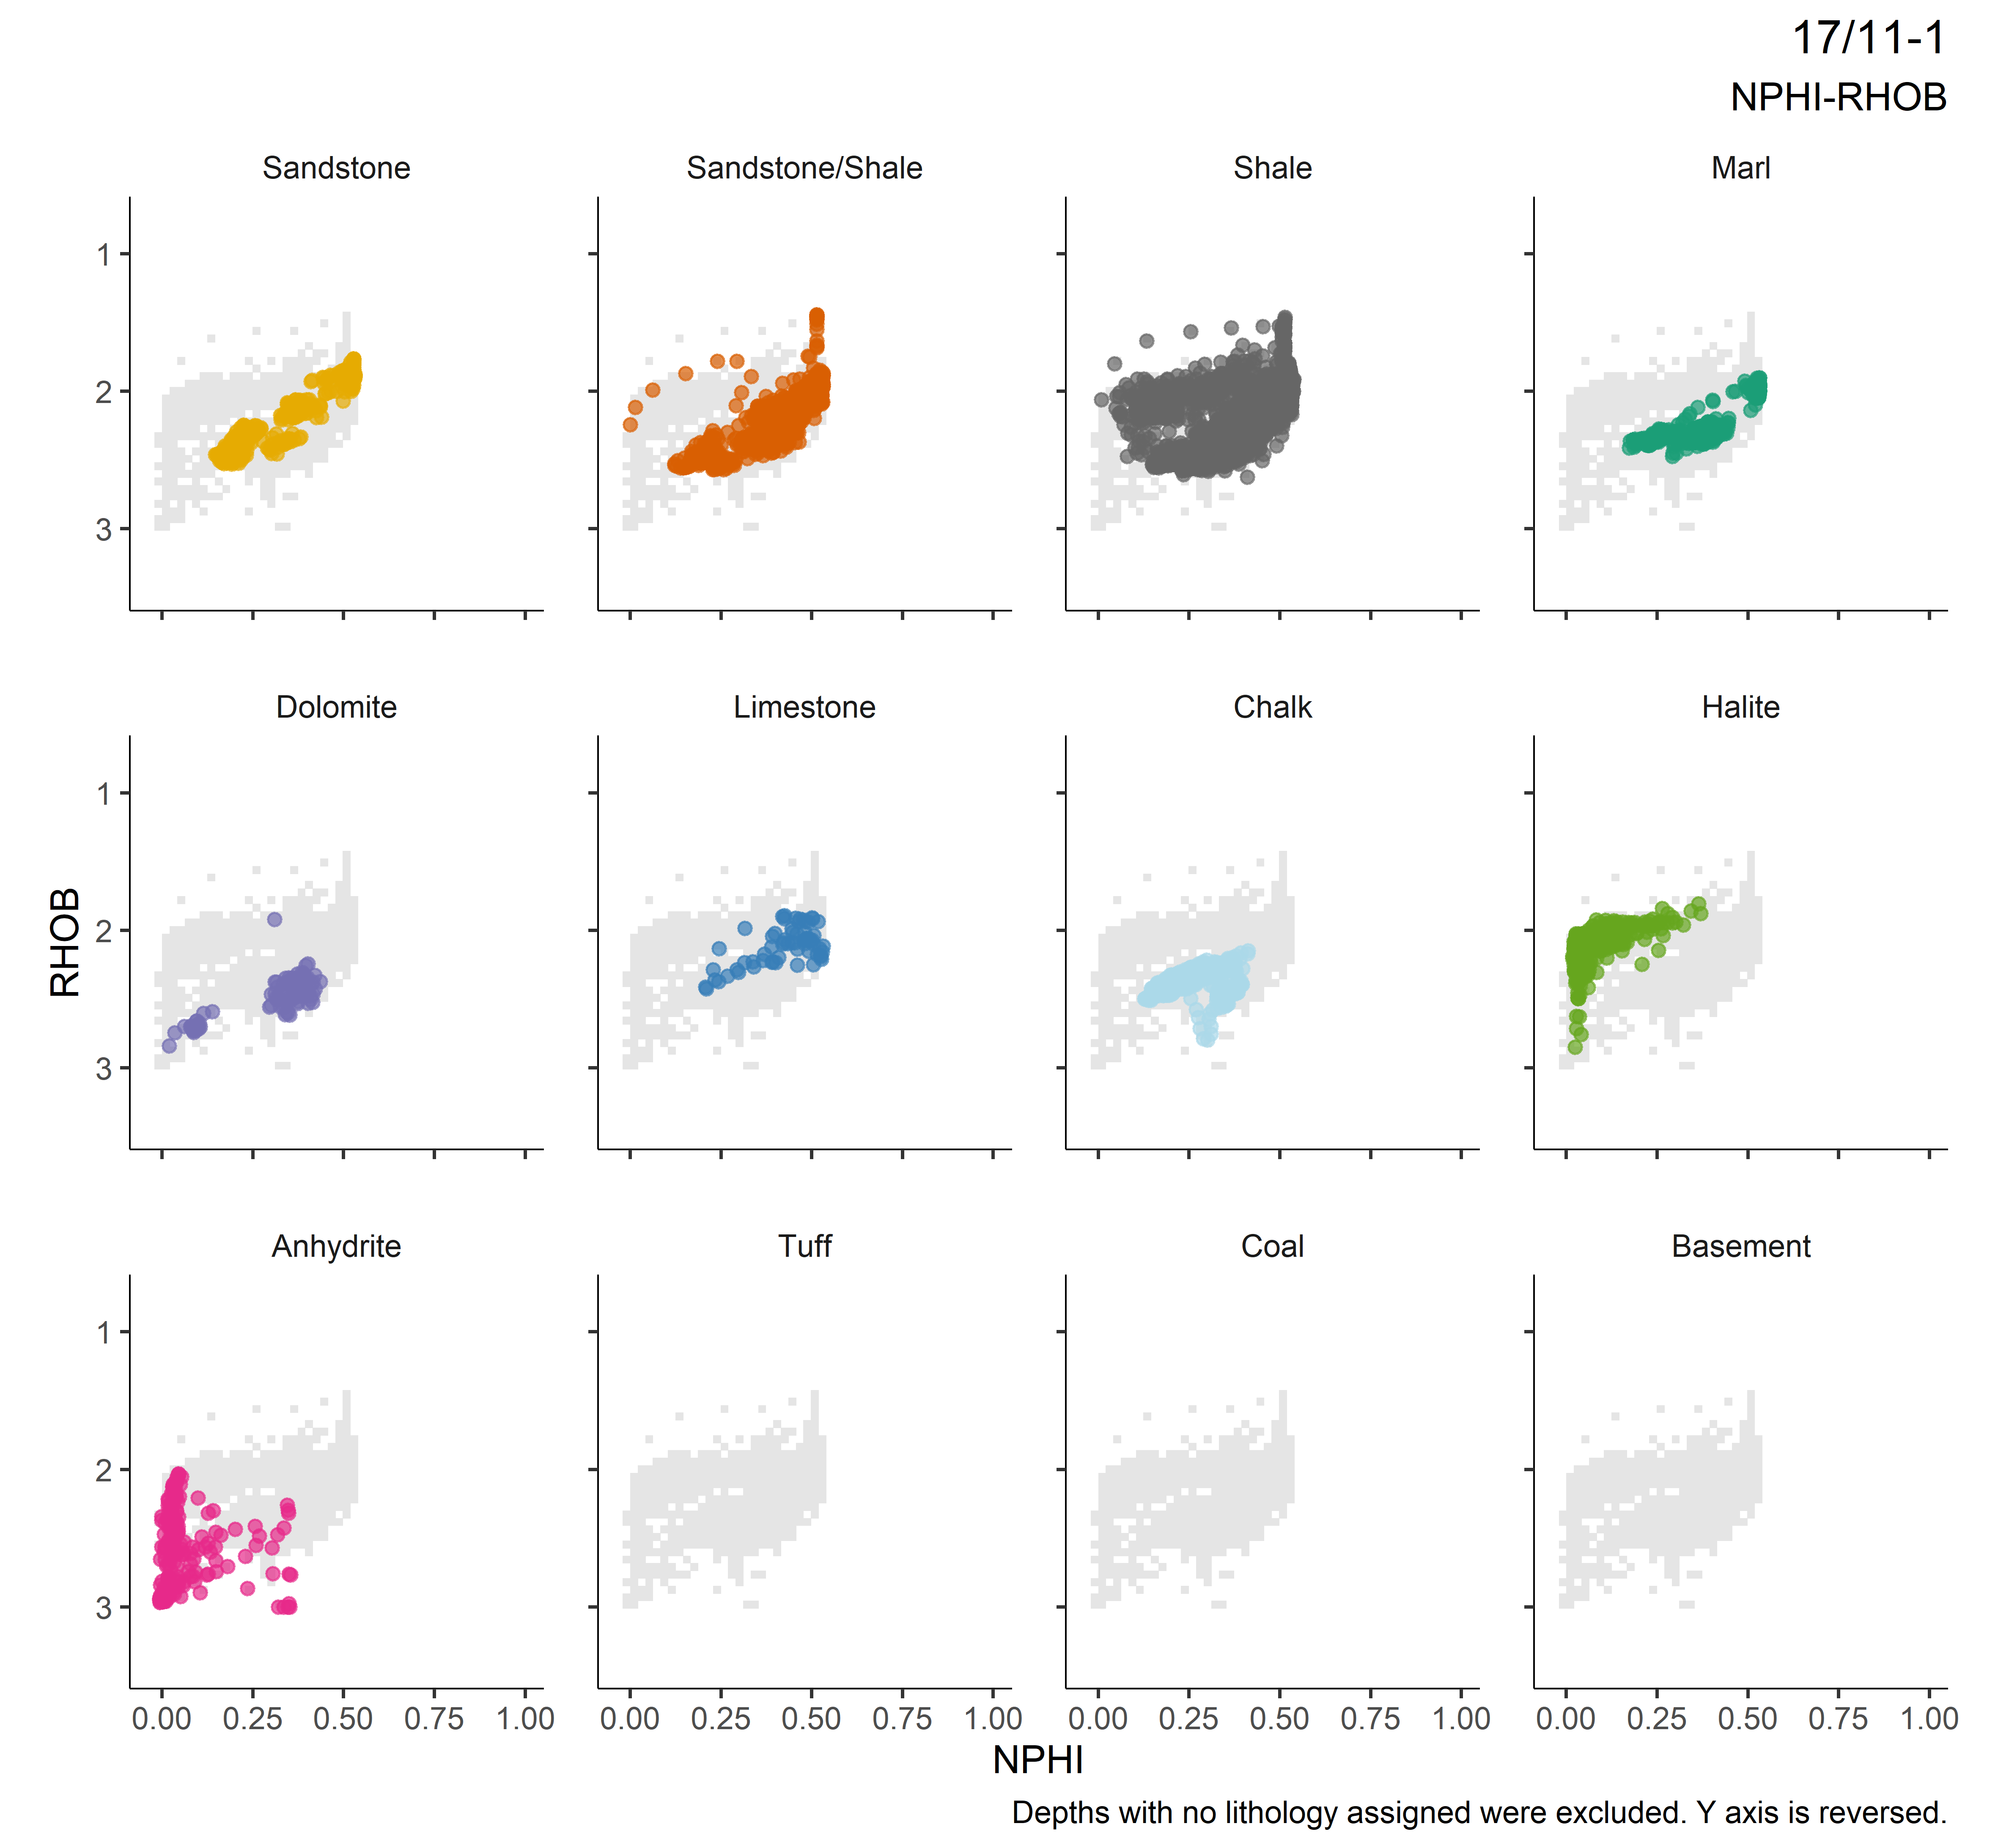 17/11-1
NPHI-RHOB
Sandstone Sandstone/Shale Shale Marl
1
2
3
Dolomite Limestone Chalk Halite
1
2
3
RHOB
Anhydrite Tuff Coal Basement
1
2
3
0.00 0.25 0.50 0.75 1.00 0.00 0.25 0.50 0.75 1.00 0.00 0.25 0.50 0.75 1.00 0.00 0.25 0.50 0.75 1.00
NPHI
Depths with no lithology assigned were excluded. Y axis is reversed.